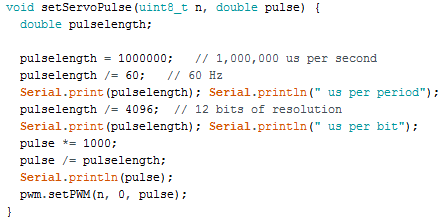 void setServoPulse(uint8_t n, double pulse) {
  double pulselength;

  pulselength = 1000000;   // 1,000,000 us per second
  pulselength /= 60;   // 60 Hz
  Serial.print(pulselength); Serial.println(" us per period");
  pulselength /= 4096;  // 12 bits of resolution
  Serial.print(pulselength); Serial.println(" us per bit");
  pulse *= 1000;
  pulse /= pulselength;
  Serial.println(pulse);
  pwm.setPWM(n, 0, pulse);
}